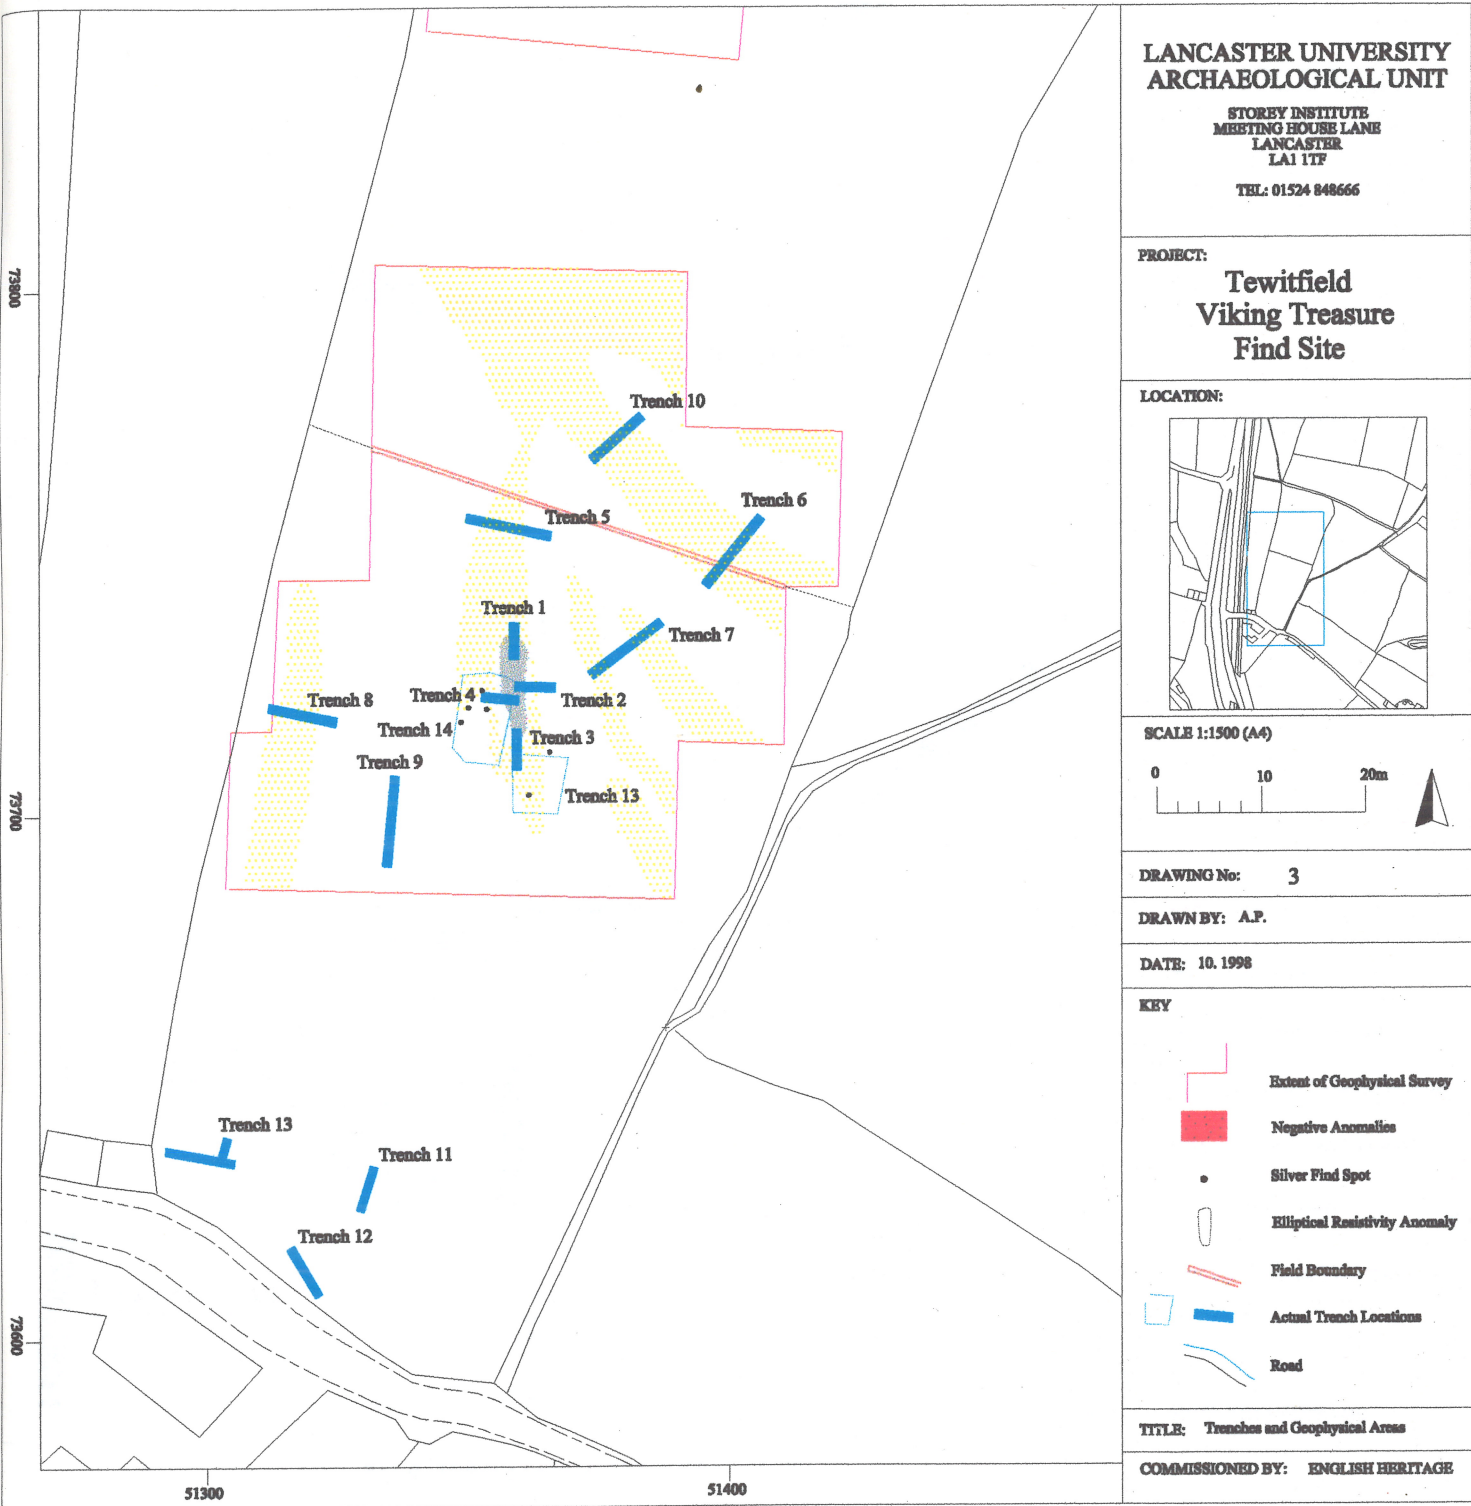 73800
73700
73600
51300
51400
Trench 10
Trench 6
Trench 5
Trench 1
Trench 7
Trench 4
Trench 2
Trench 8
Trench 14
Trench 3
Trench 9
Trench 13
Trench 13
Trench 11
Trench 12
LANCASTER UNIVERSITY
ARCHAEOLOGICAL UNIT
STOREY INSTITUTE
MEETING HOUSE LANE
LANCASTER
LA1 1TF
TEL: 01524 848666
PROJECT:
Tewitfield
Viking Treasure
Find Site
LOCATION:
SCALE 1:1500 (A4)
0 10 20m
DRAWING No: 3
DRAWN BY: A.P.
DATE: 10. 1998
KEY
Extent of Geophysical Survey
Negative Anomalies
Silver Find Spot
Elliptical Resistivity Anomaly
Field Boundary
Actual Trench Locations
Road
TITLE: Trenches and Geophysical Areas
COMMISSIONED BY: ENGLISH HERITAGE